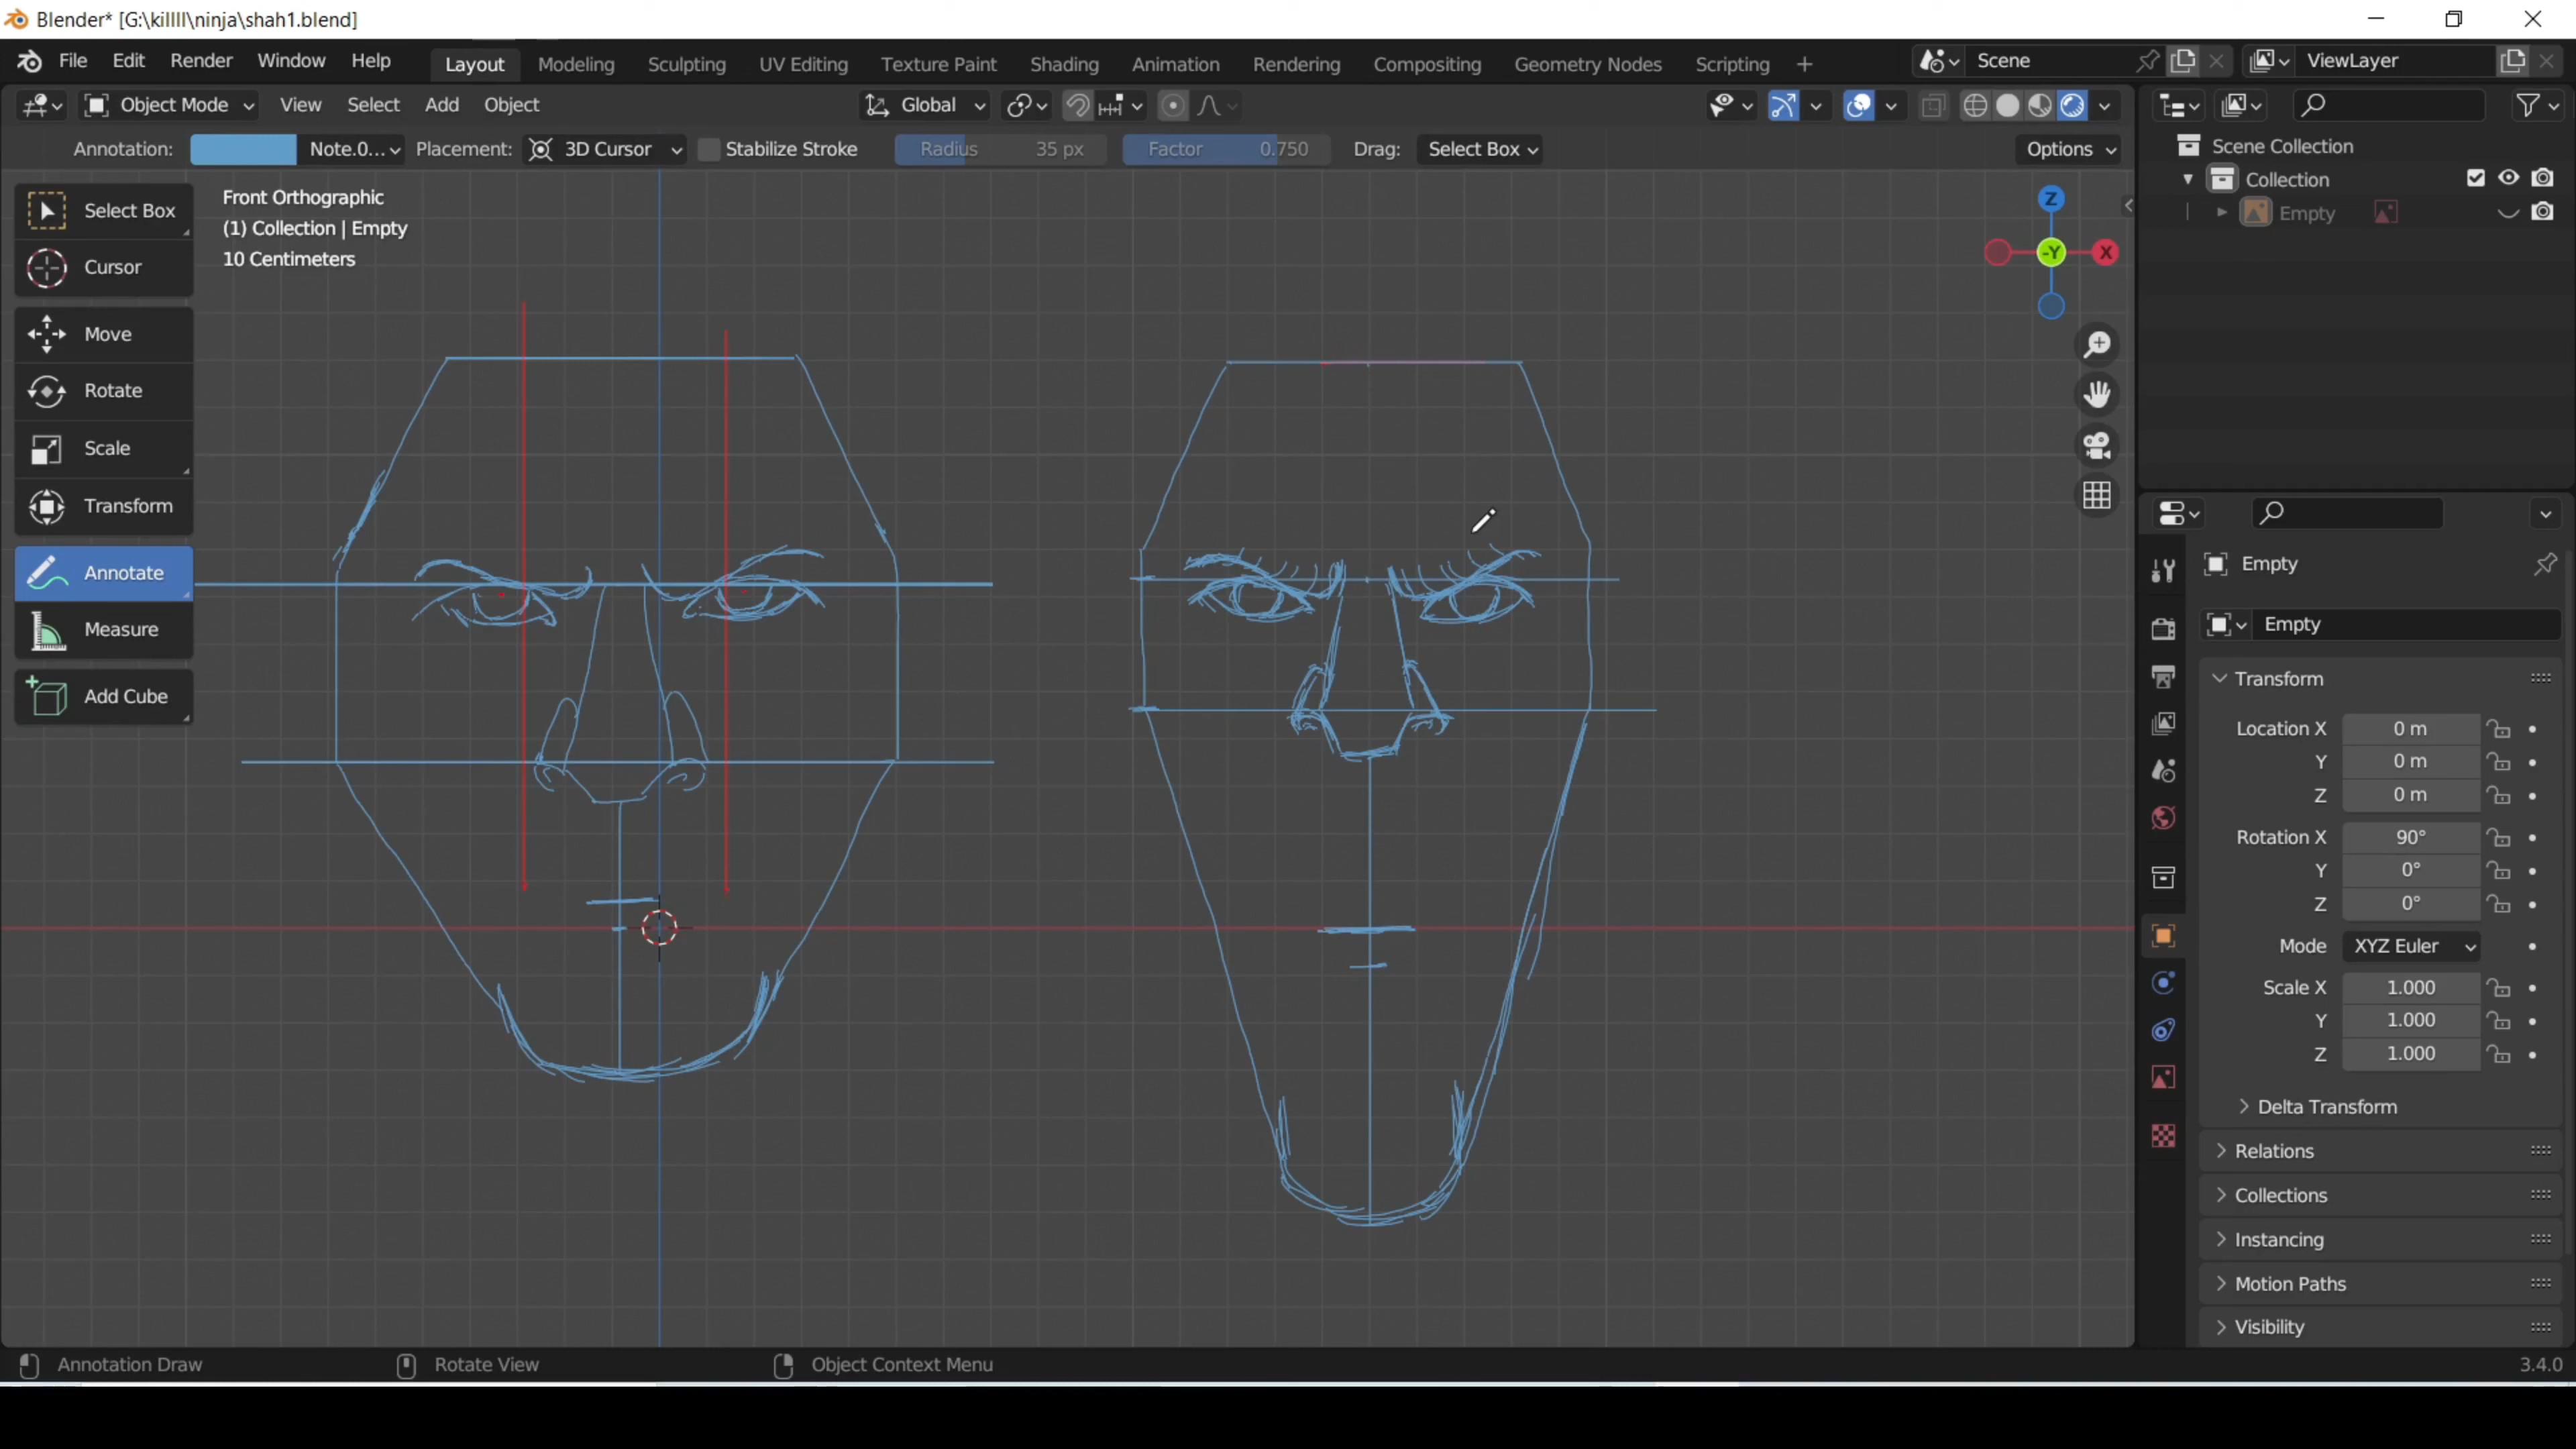 Blender* [G:\killll\ninja\shah1.blend]
File Edit Render Window Help Layout Modeling Sculpting UV Editing Texture Paint Shading Animation Rendering Compositing Geometry Nodes Scripting + Scene ViewLayer
Object Mode View Select Add Object Global
Annotation: Note.0... Placement: 3D Cursor Stabilize Stroke Radius 35 px Factor 0.750 Drag: Select Box Options
Front Orthographic
(1) Collection | Empty
10 Centimeters
Select Box
Cursor
Move
Rotate
Scale
Transform
Annotate
Measure
Add Cube
Z
-Y
X
Scene Collection
Collection
Empty
Empty
Empty
Transform
Location X 0 m
Y 0 m
Z 0 m
Rotation X 90°
Y 0°
Z 0°
Mode XYZ Euler
Scale X 1.000
Y 1.000
Z 1.000
Delta Transform
Relations
Collections
Instancing
Motion Paths
Visibility
Annotation Draw Rotate View Object Context Menu 3.4.0